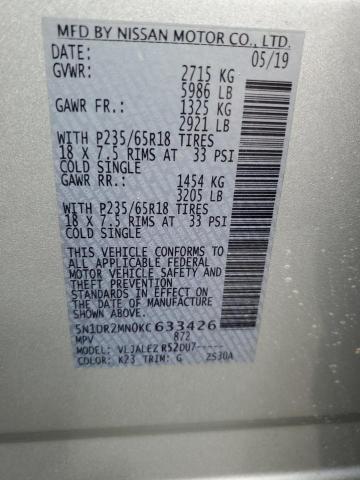 MFD BY NISSAN MOTOR CO., LTD.
DATE: 05/19
GVWR: 2715 KG
5986 LB
GAWR FR.: 1325 KG
2921 LB
WITH P235/65R18 TIRES
18 X 7.5 RIMS AT 33 PSI
COLD SINGLE
GAWR RR.: 1454 KG
3205 LB
WITH P235/65R18 TIRES
18 X 7.5 RIMS AT 33 PSI
COLD SINGLE
THIS VEHICLE CONFORMS TO
ALL APPLICABLE FEDERAL
MOTOR VEHICLE SAFETY AND
THEFT PREVENTION
STANDARDS IN EFFECT ON
THE DATE OF MANUFACTURE
SHOWN ABOVE.
5N1DR2MN0KC633426
MPV 872
MODEL: VLJALEZ R52DU7-----
COLOR: K23 TRIM: G ZS30A